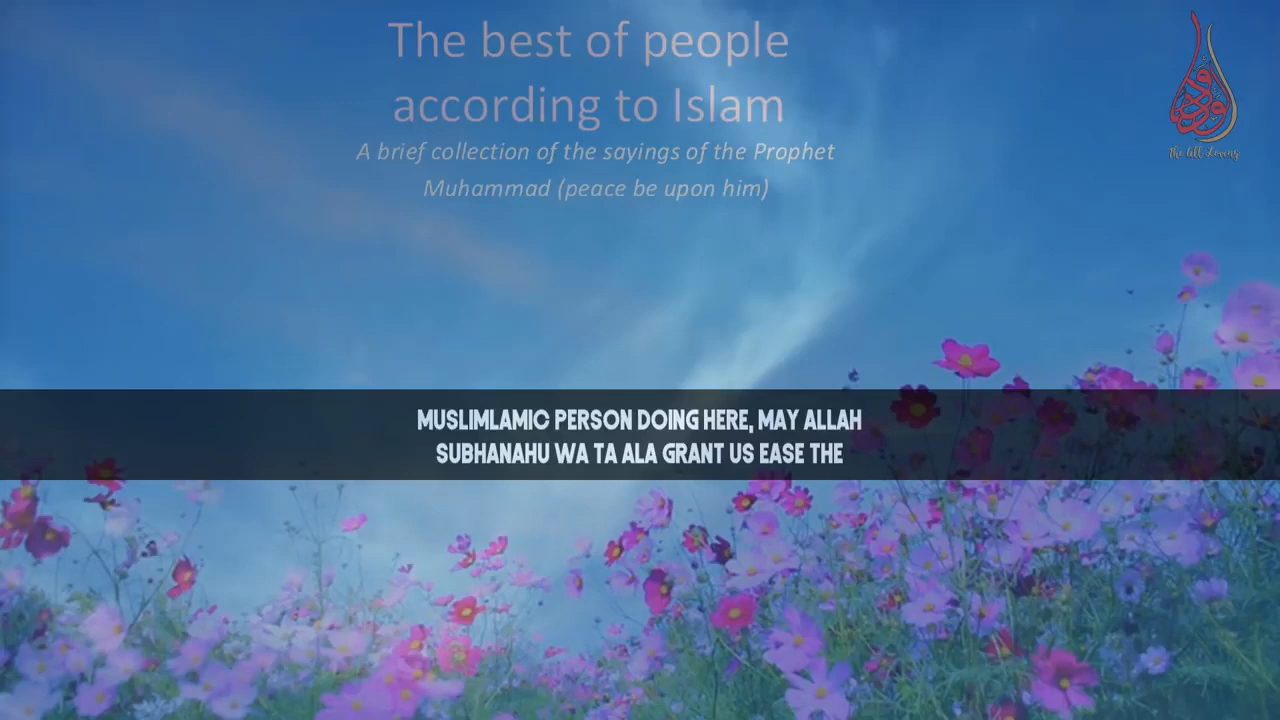 The best of people
according to Islam
A brief collection of the sayings of the Prophet
Muhammad (peace be upon him)
الودود
the All Loving
MUSLIMLAMIC PERSON DOING HERE, MAY ALLAH
SUBHANAHU WA TA ALA GRANT US EASE THE